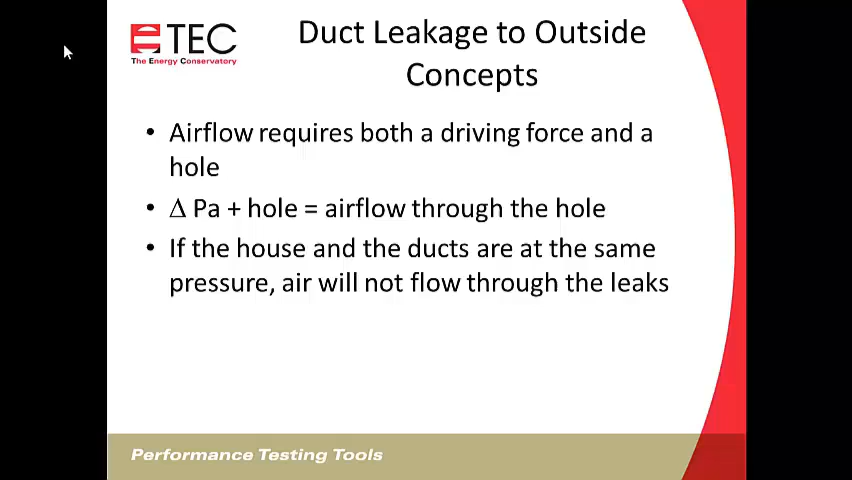 TEC
The Energy Conservatory
Duct Leakage to Outside
Concepts
• Airflow requires both a driving force and a
hole
• Δ Pa + hole = airflow through the hole
• If the house and the ducts are at the same
pressure, air will not flow through the leaks
Performance Testing Tools